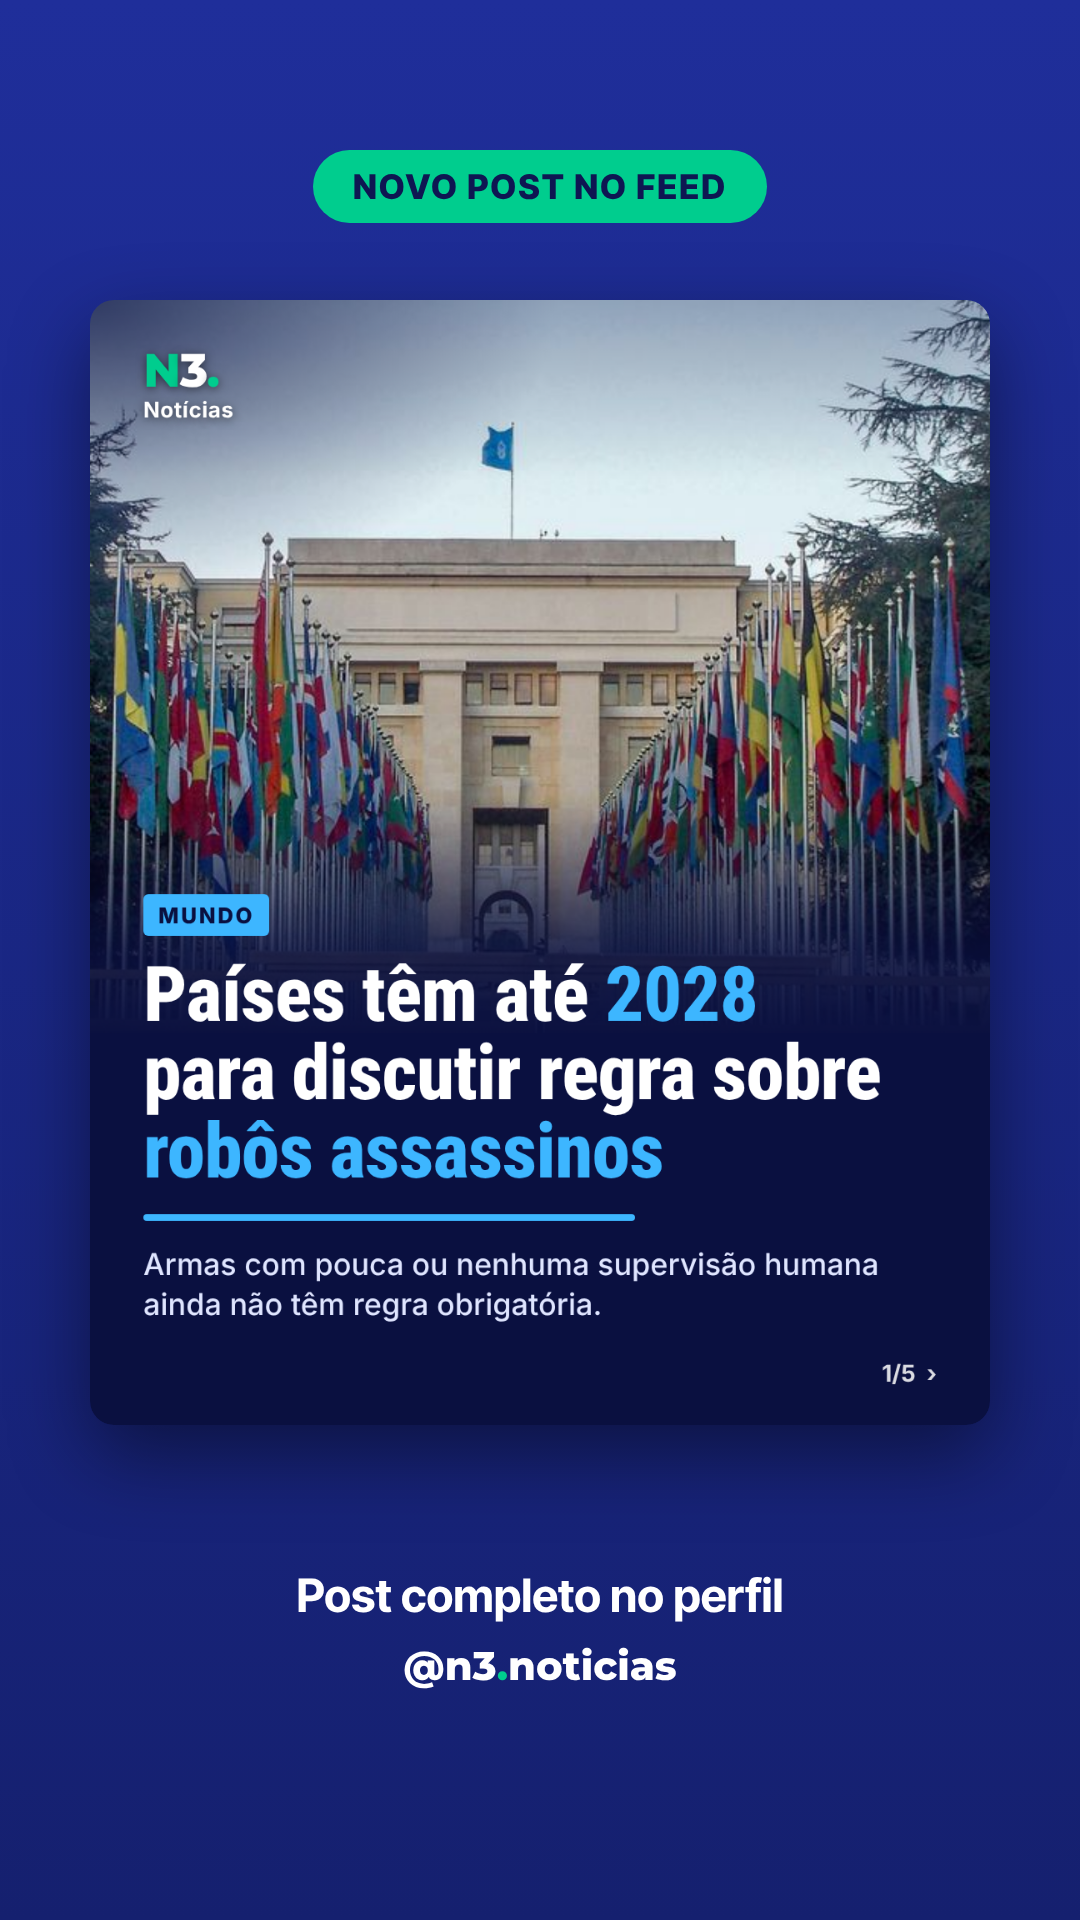 NOVO POST NO FEED
N3.
Notícias
MUNDO
Países têm até 2028
para discutir regra sobre
robôs assassinos
Armas com pouca ou nenhuma supervisão humana
ainda não têm regra obrigatória.
1/5 ›
Post completo no perfil
@n3.noticias